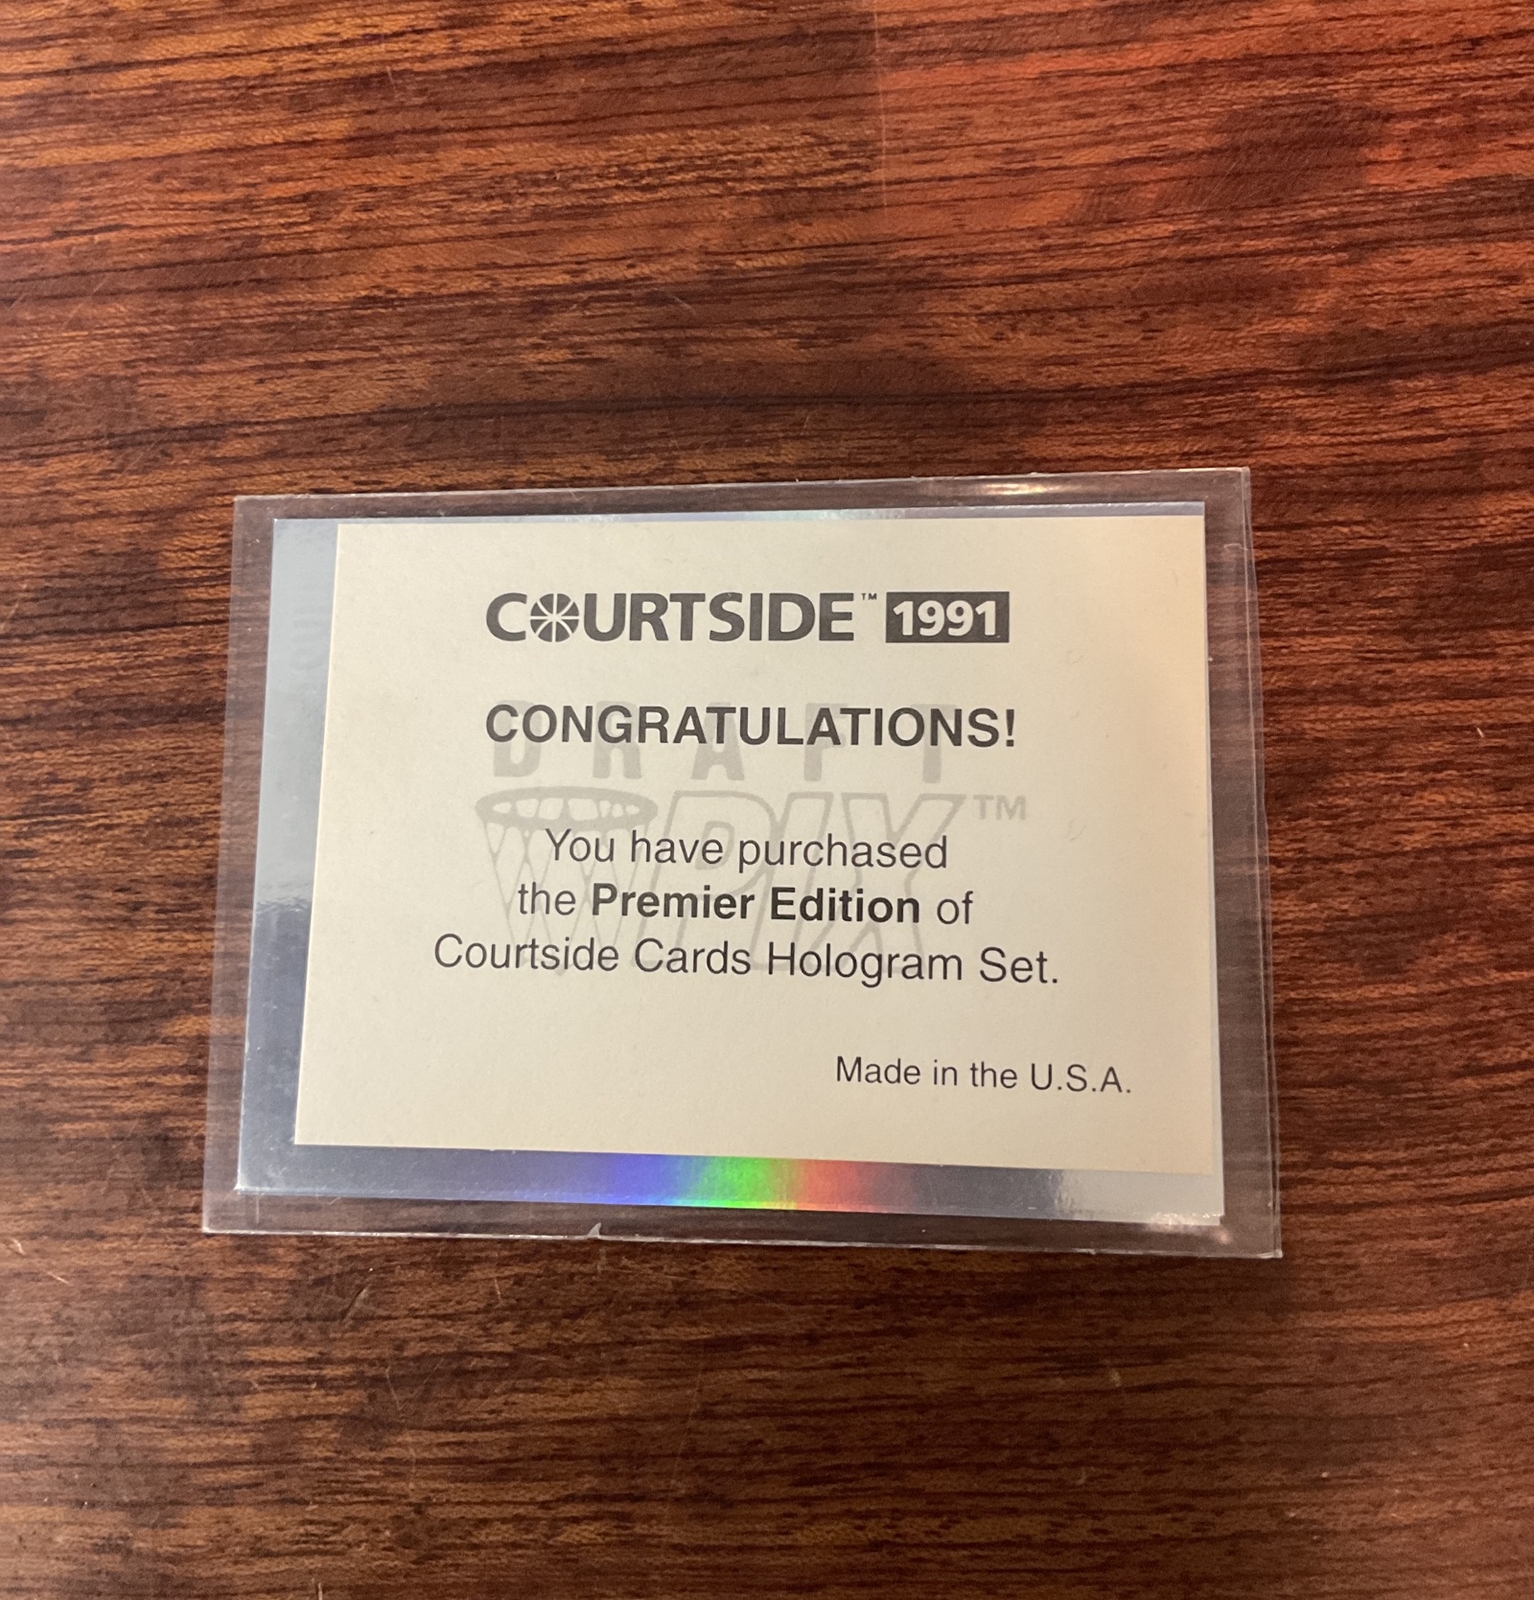 COURTSIDE™ 1991
CONGRATULATIONS!
DRAFT
PIX™
You have purchased
the Premier Edition of
Courtside Cards Hologram Set.
Made in the U.S.A.